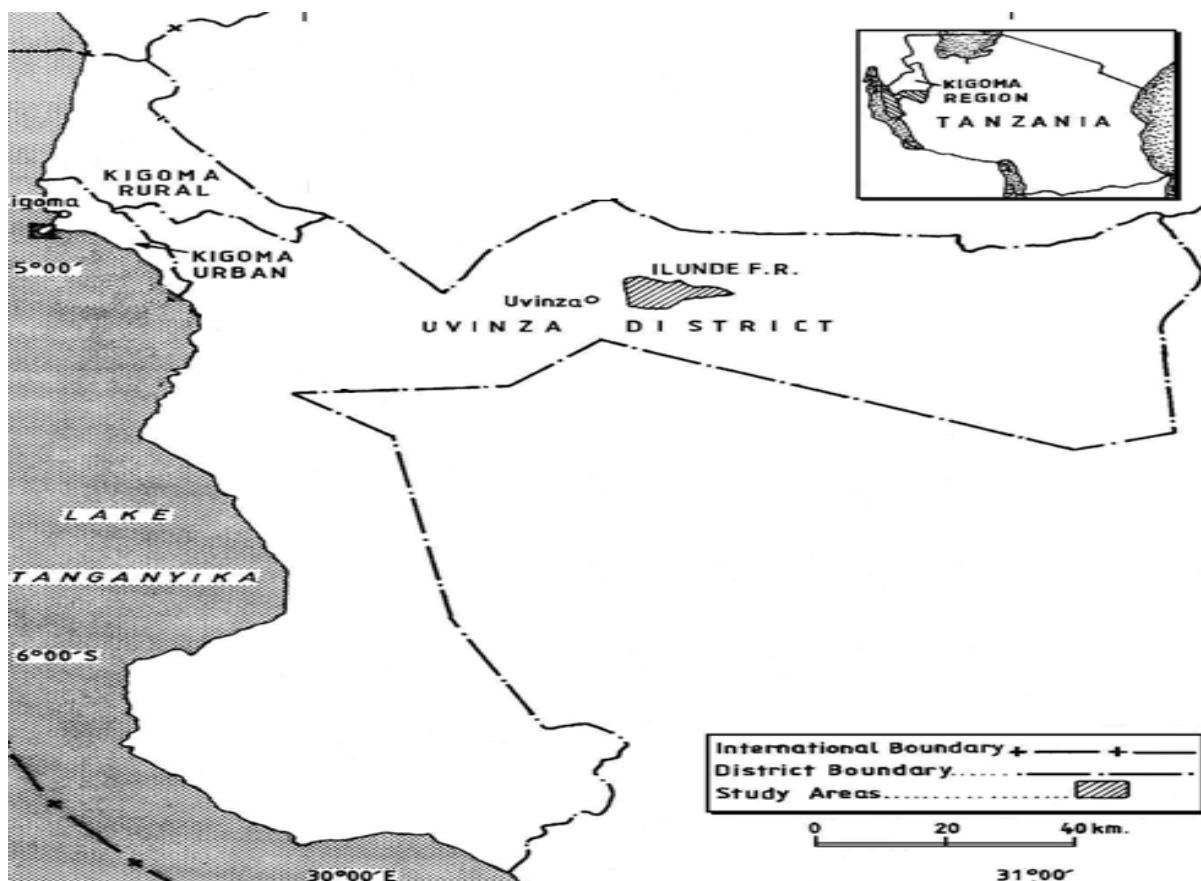 KIGOMA
REGION
TANZANIA
KIGOMA
RURAL
igoma
KIGOMA
URBAN
5°00′
ILUNDE F.R.
Uvinza
UVINZA DISTRICT
LAKE
TANGANYIKA
6°00′S
International Boundary
District Boundary
Study Areas
0 20 40 km.
30°00′E
31°00′